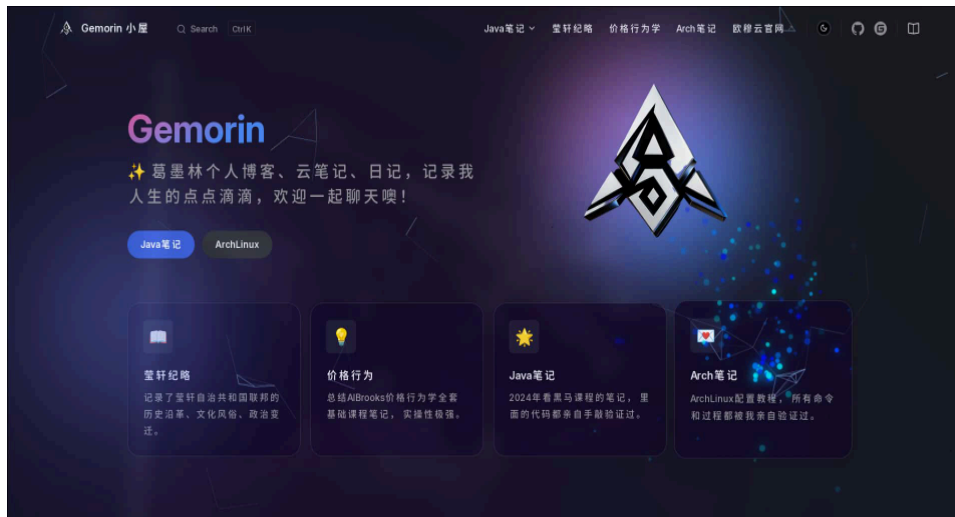 Gemorin 小屋
Search
Ctrl K
Java笔记
莹轩纪略
价格行为学
Arch笔记
欧穆云官网
Gemorin
✨ 葛墨林个人博客、云笔记、日记，记录我
人生的点点滴滴，欢迎一起聊天噢！
Java笔记
ArchLinux
莹轩纪略
记录了莹轩自治共和国联邦的
历史沿革、文化风俗、政治变
迁。
价格行为
总结AlBrooks价格行为学全套
基础课程笔记，实操性极强。
Java笔记
2024年看黑马课程的笔记，里
面的代码都亲自手敲验证过。
Arch笔记
ArchLinux配置教程，所有命令
和过程都被我亲自验证过。